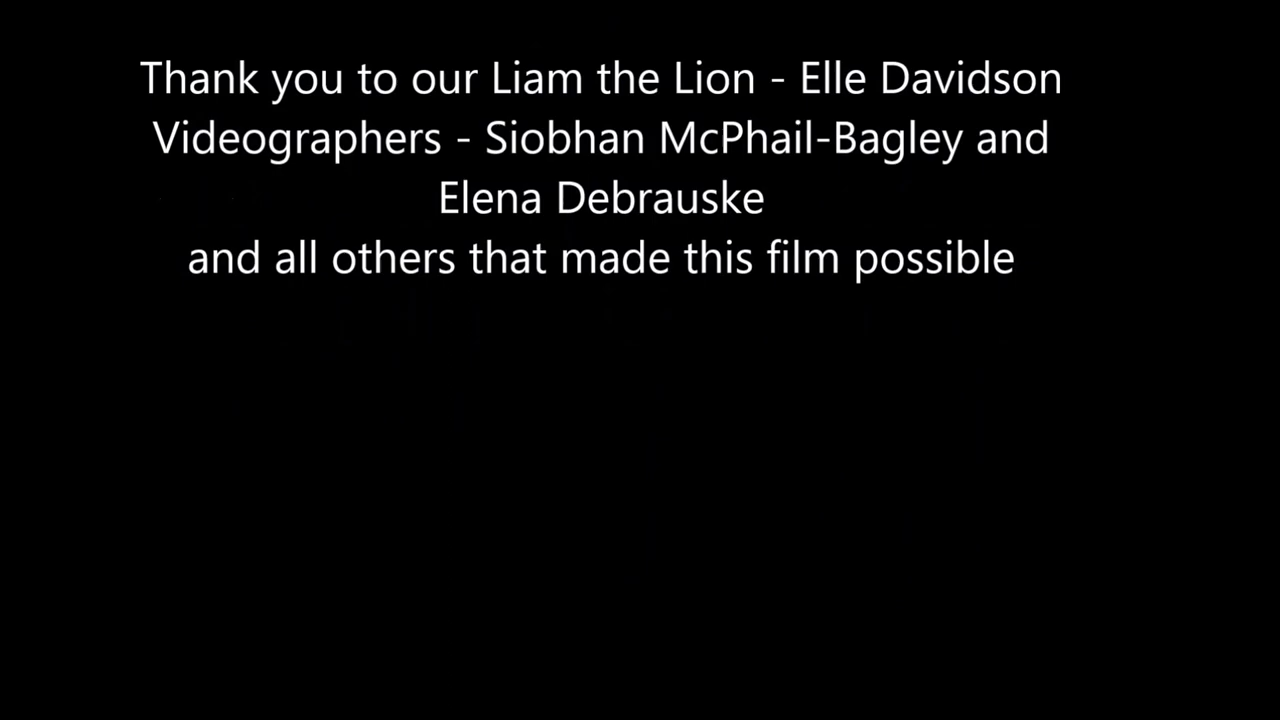 Thank you to our Liam the Lion - Elle Davidson
Videographers - Siobhan McPhail-Bagley and
Elena Debrauske
and all others that made this film possible